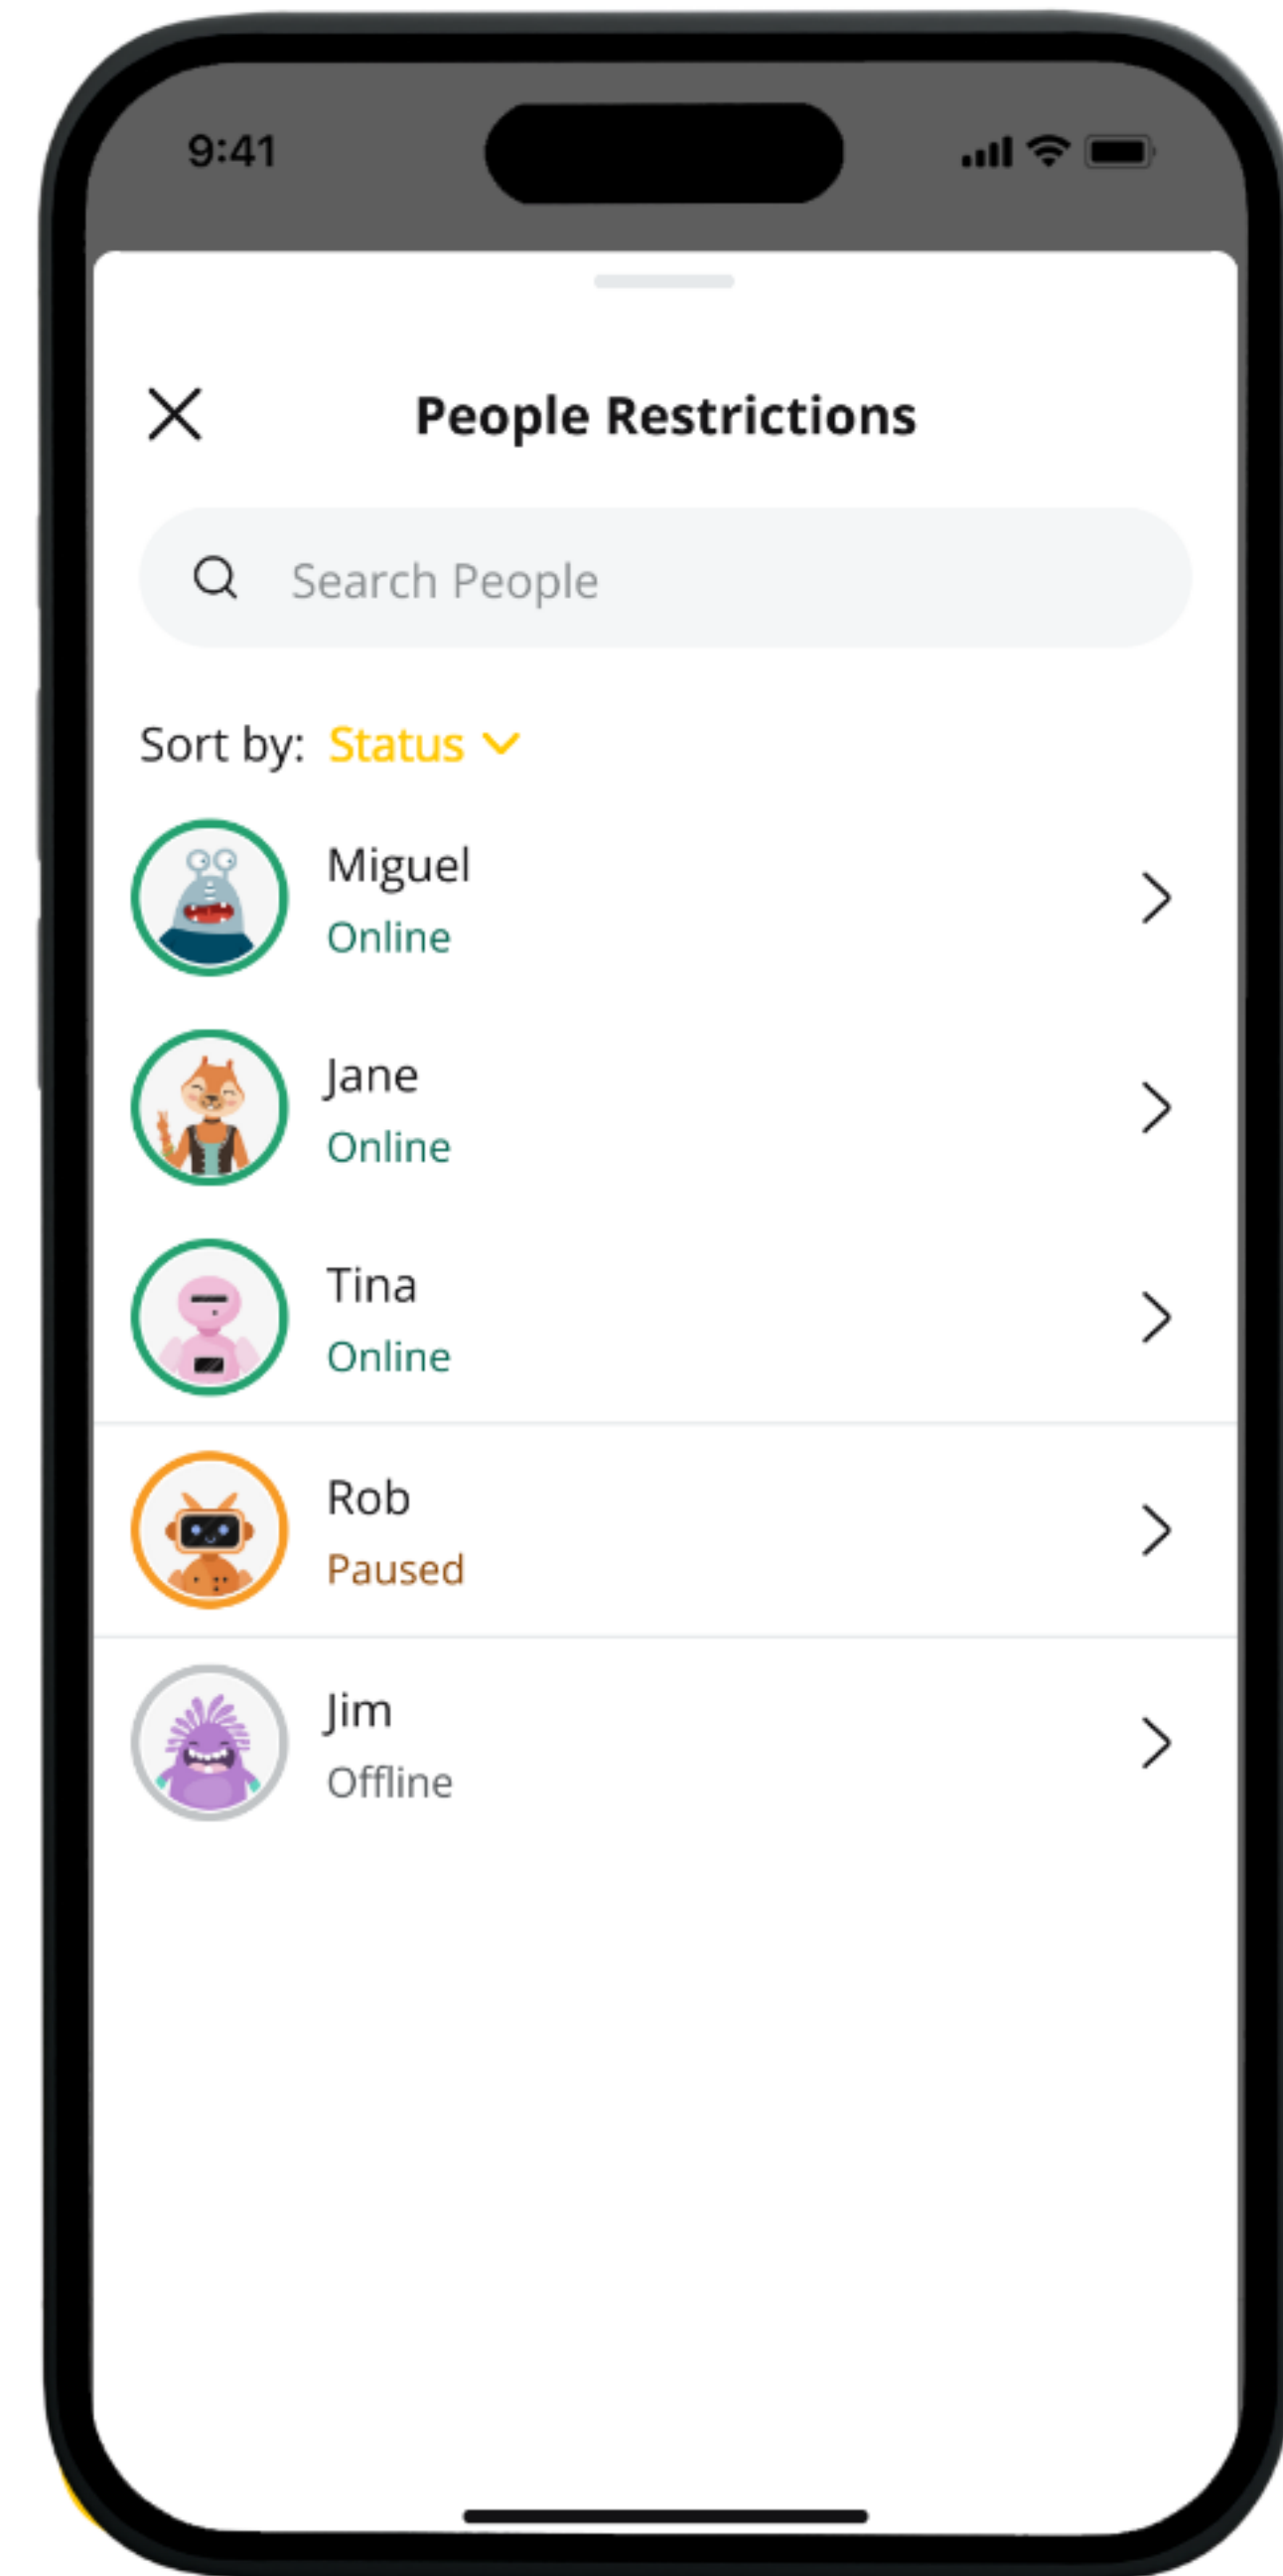 9:41
People Restrictions
Search People
Sort by: Status
Miguel
Online
Jane
Online
Tina
Online
Rob
Paused
Jim
Offline